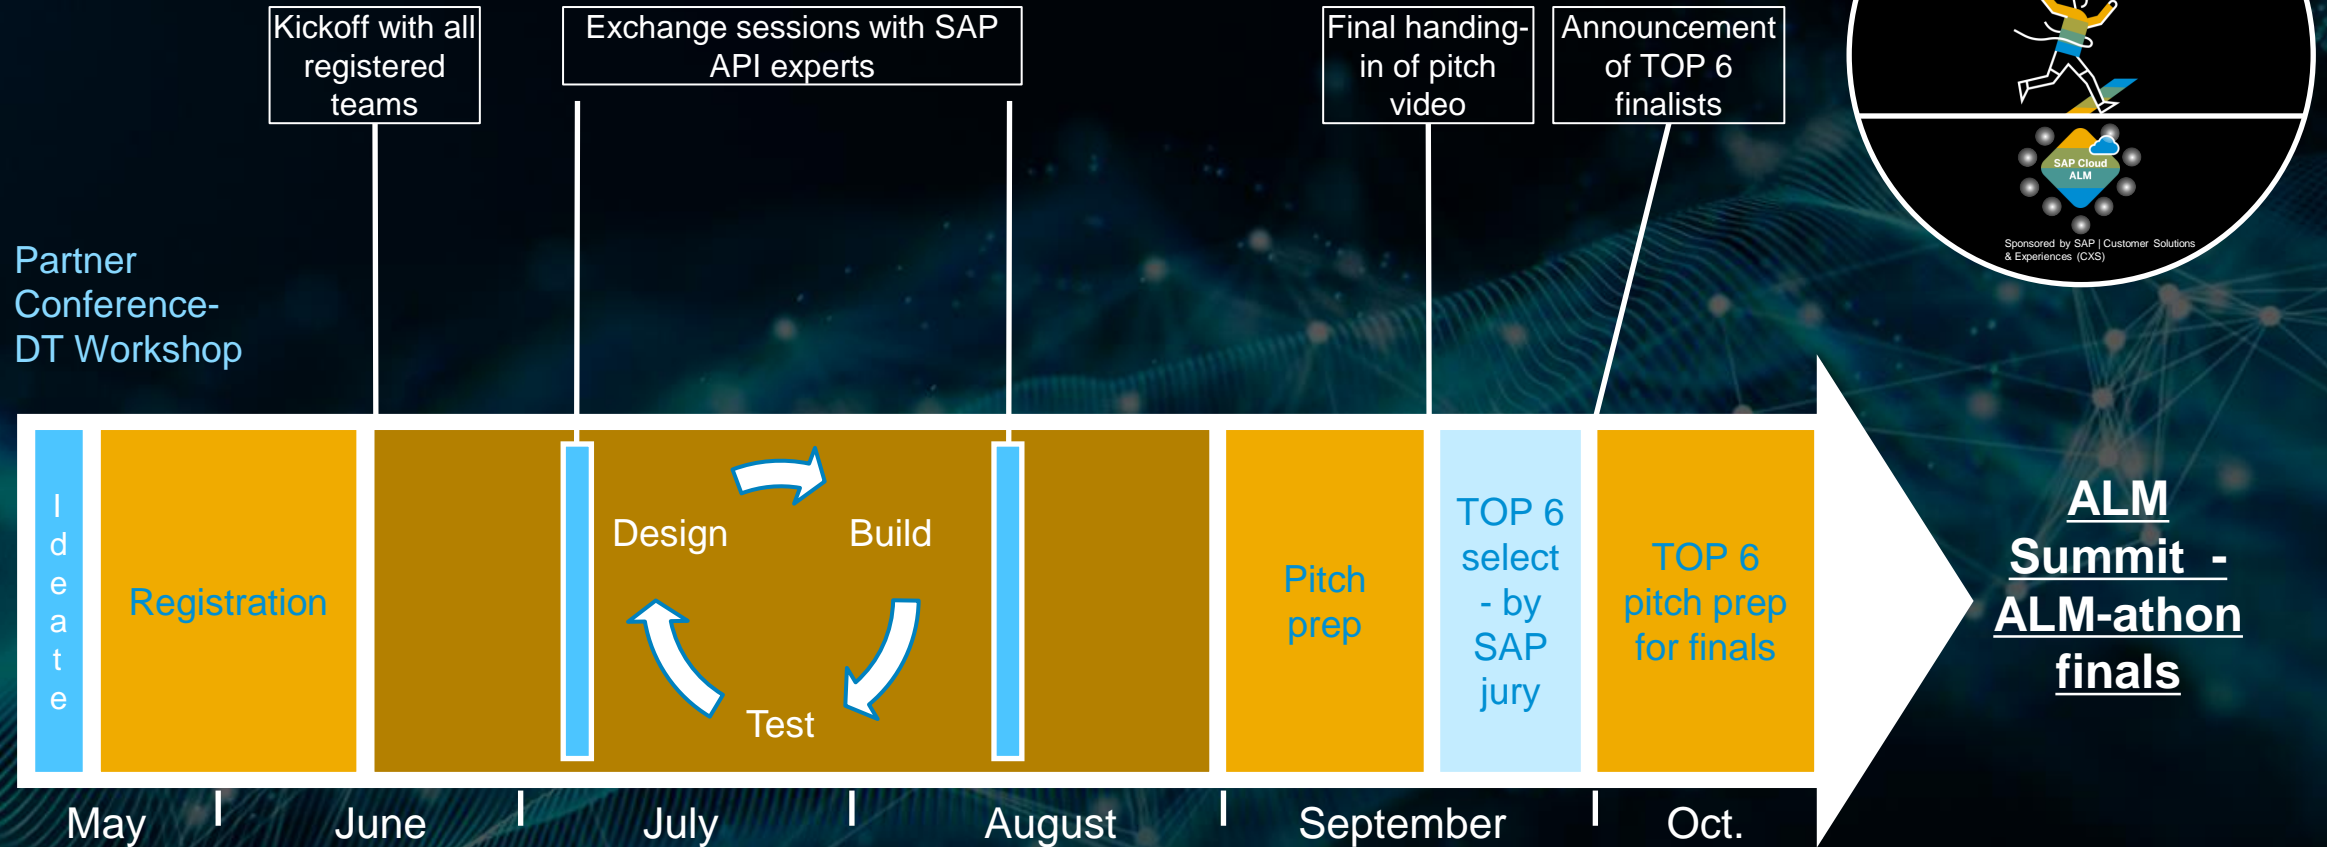 Kickoff with all
registered
teams
Exchange sessions with SAP
API experts
Final handing-
in of pitch
video
Announcement
of TOP 6
finalists
SAP Cloud
ALM
Sponsored by SAP | Customer Solutions
& Experiences (CXS)
Partner
Conference-
DT Workshop
I
d
e
a
t
e
Registration
Design
Build
Test
Pitch
prep
TOP 6
select
- by
SAP
jury
TOP 6
pitch prep
for finals
ALM
Summit -
ALM-athon
finals
May
June
July
August
September
Oct.